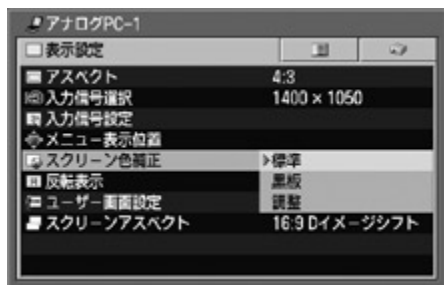 アナログPC-1
表示設定
アスペクト 4:3
入力信号選択 1400 × 1050
入力信号設定
メニュー表示位置
スクリーン色補正 標準
黒板
反転表示
調整
ユーザー画面設定
スクリーンアスペクト 16:9 Dイメージシフト